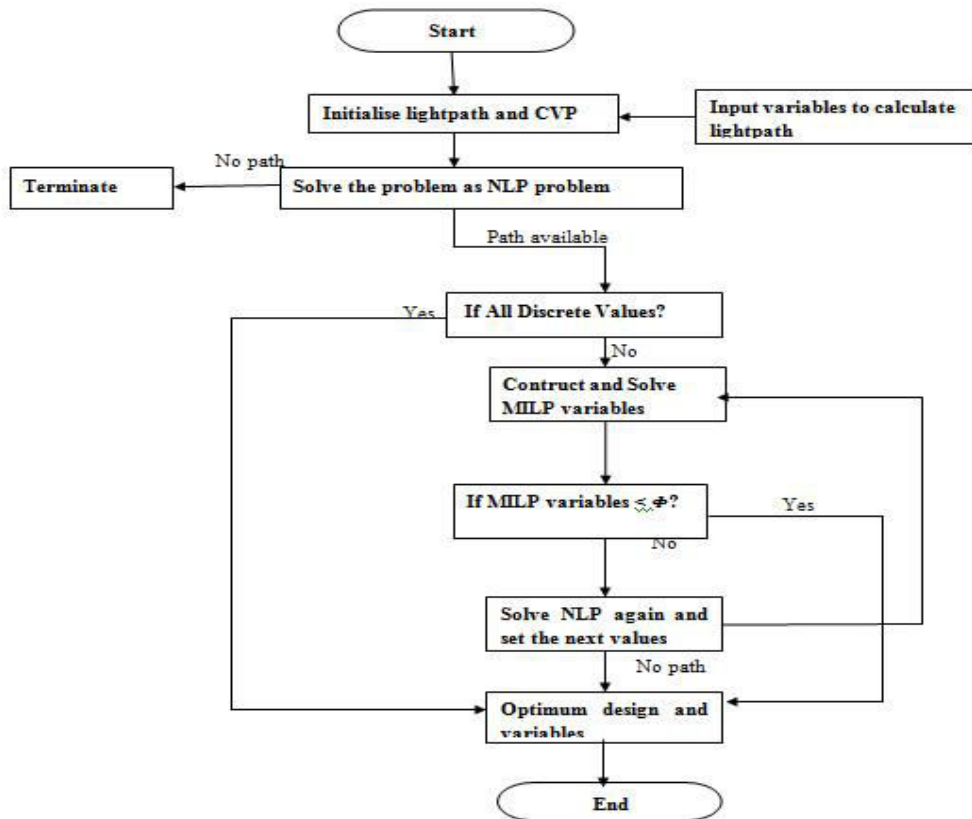 Start
Initialise lightpath and CVP
Input variables to calculate
lightpath
No path
Terminate
Solve the problem as NLP problem
Path available
If All Discrete Values?
Yes
No
Contruct and Solve
MILP variables
If MILP variables ≤ Φ?
Yes
No
Solve NLP again and
set the next values
No path
Optimum design and
variables
End